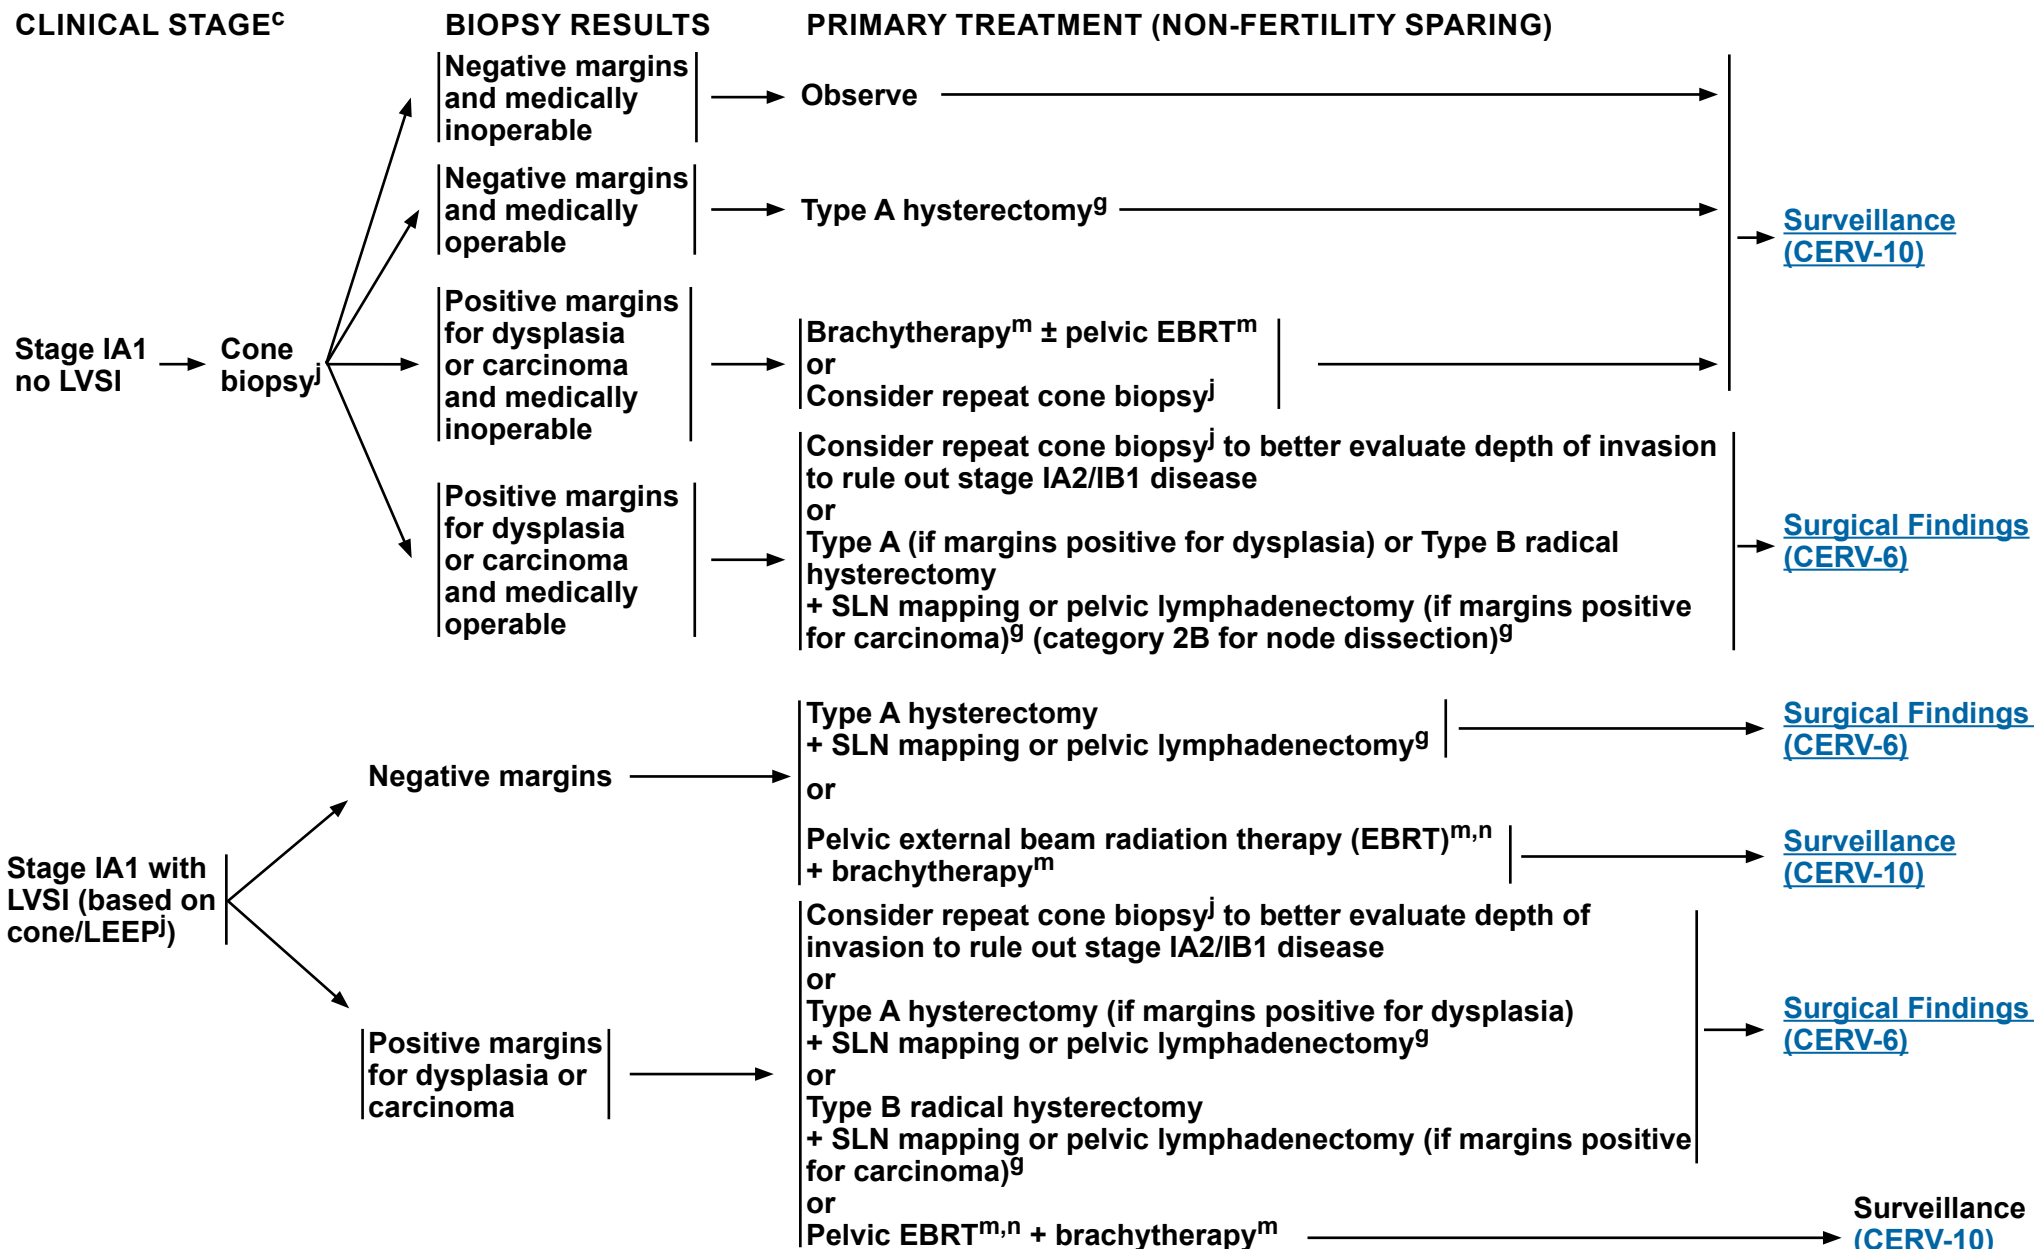 CLINICAL STAGEᶜ
BIOPSY RESULTS
PRIMARY TREATMENT (NON-FERTILITY SPARING)
Stage IA1
no LVSI
Cone
biopsyʲ
Negative margins
and medically
inoperable
Observe
Negative margins
and medically
operable
Type A hysterectomyᵍ
Positive margins
for dysplasia
or carcinoma
and medically
inoperable
Brachytherapyᵐ ± pelvic EBRTᵐ
or
Consider repeat cone biopsyʲ
Surveillance
(CERV-10)
Positive margins
for dysplasia
or carcinoma
and medically
operable
Consider repeat cone biopsyʲ to better evaluate depth of invasion
to rule out stage IA2/IB1 disease
or
Type A (if margins positive for dysplasia) or Type B radical
hysterectomy
+ SLN mapping or pelvic lymphadenectomy (if margins positive
for carcinoma)ᵍ (category 2B for node dissection)ᵍ
Surgical Findings
(CERV-6)
Stage IA1 with
LVSI (based on
cone/LEEPʲ)
Negative margins
Type A hysterectomy
+ SLN mapping or pelvic lymphadenectomyᵍ
Surgical Findings
(CERV-6)
or
Pelvic external beam radiation therapy (EBRT)ᵐ,ⁿ
+ brachytherapyᵐ
Surveillance
(CERV-10)
Positive margins
for dysplasia or
carcinoma
Consider repeat cone biopsyʲ to better evaluate depth of
invasion to rule out stage IA2/IB1 disease
or
Type A hysterectomy (if margins positive for dysplasia)
+ SLN mapping or pelvic lymphadenectomyᵍ
or
Type B radical hysterectomy
+ SLN mapping or pelvic lymphadenectomy (if margins positive
for carcinoma)ᵍ
Surgical Findings
(CERV-6)
or
Pelvic EBRTᵐ,ⁿ + brachytherapyᵐ
Surveillance
(CERV-10)